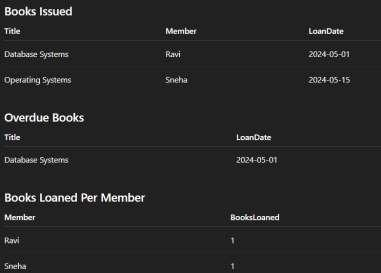 Books Issued
Title Member LoanDate
Database Systems Ravi 2024-05-01
Operating Systems Sneha 2024-05-15
Overdue Books
Title LoanDate
Database Systems 2024-05-01
Books Loaned Per Member
Member BooksLoaned
Ravi 1
Sneha 1